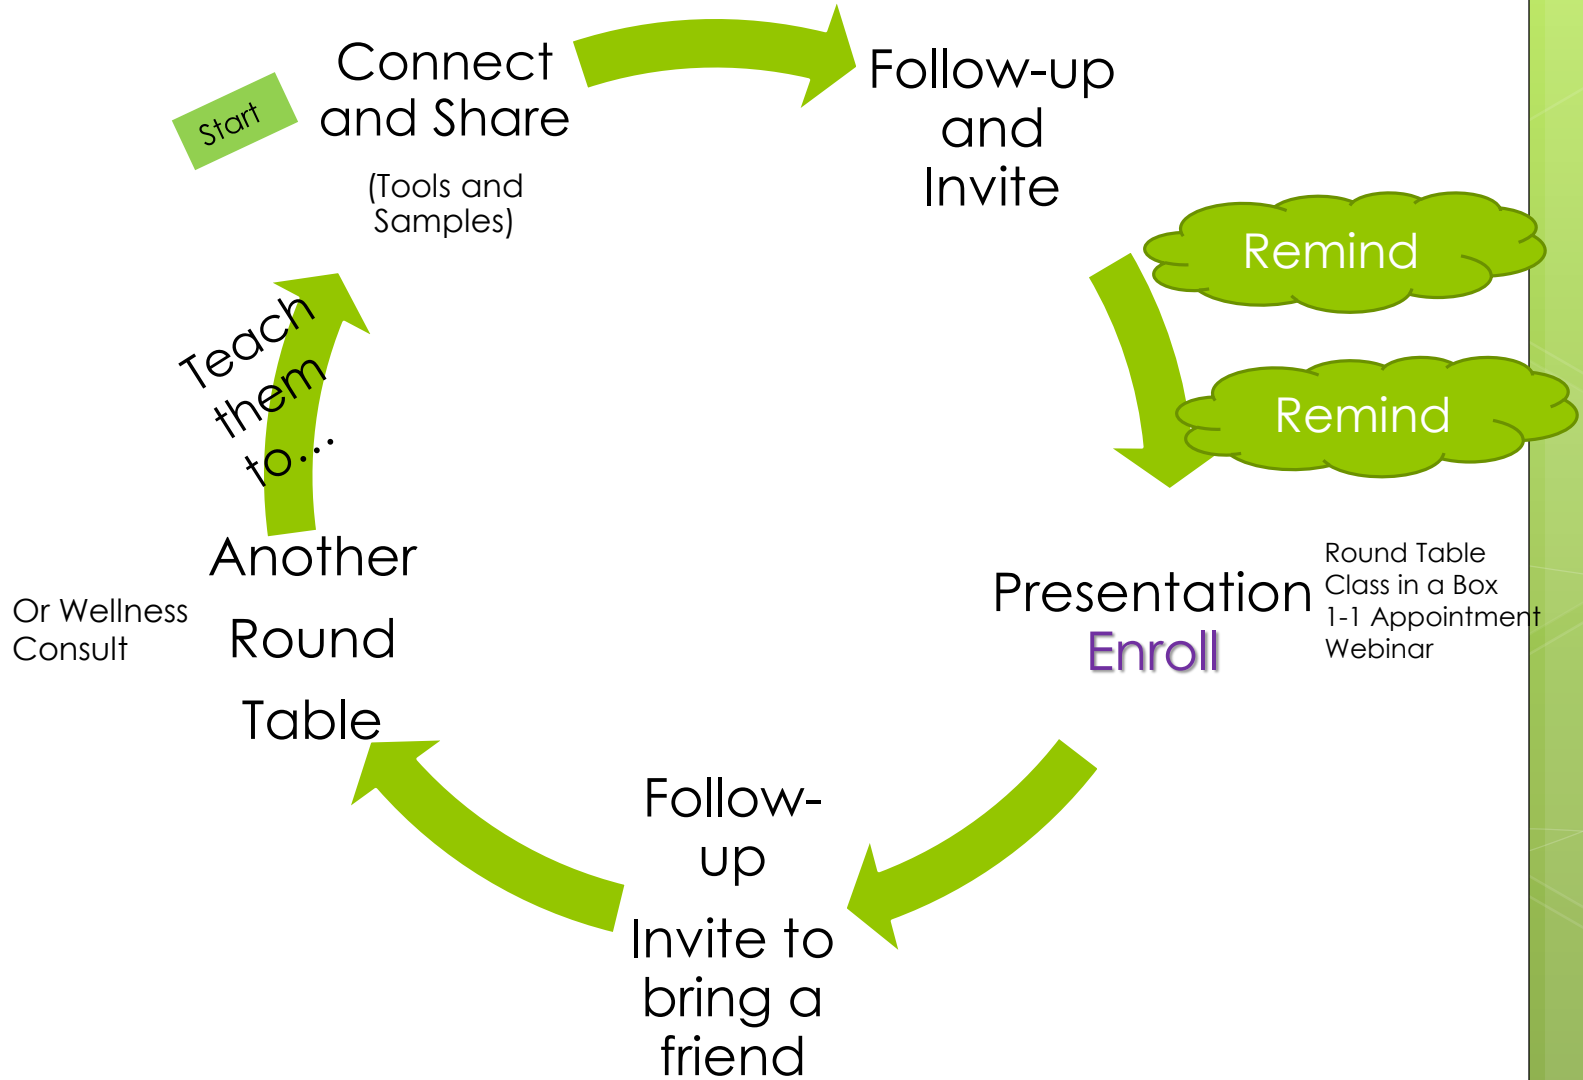 Start
Connect
and Share
(Tools and
Samples)
Follow-up
and
Invite
Remind
Remind
Presentation
Enroll
Round Table
Class in a Box
1-1 Appointment
Webinar
Follow-
up
Invite to
bring a
friend
Another
Round
Table
Or Wellness
Consult
Teach
them
to...